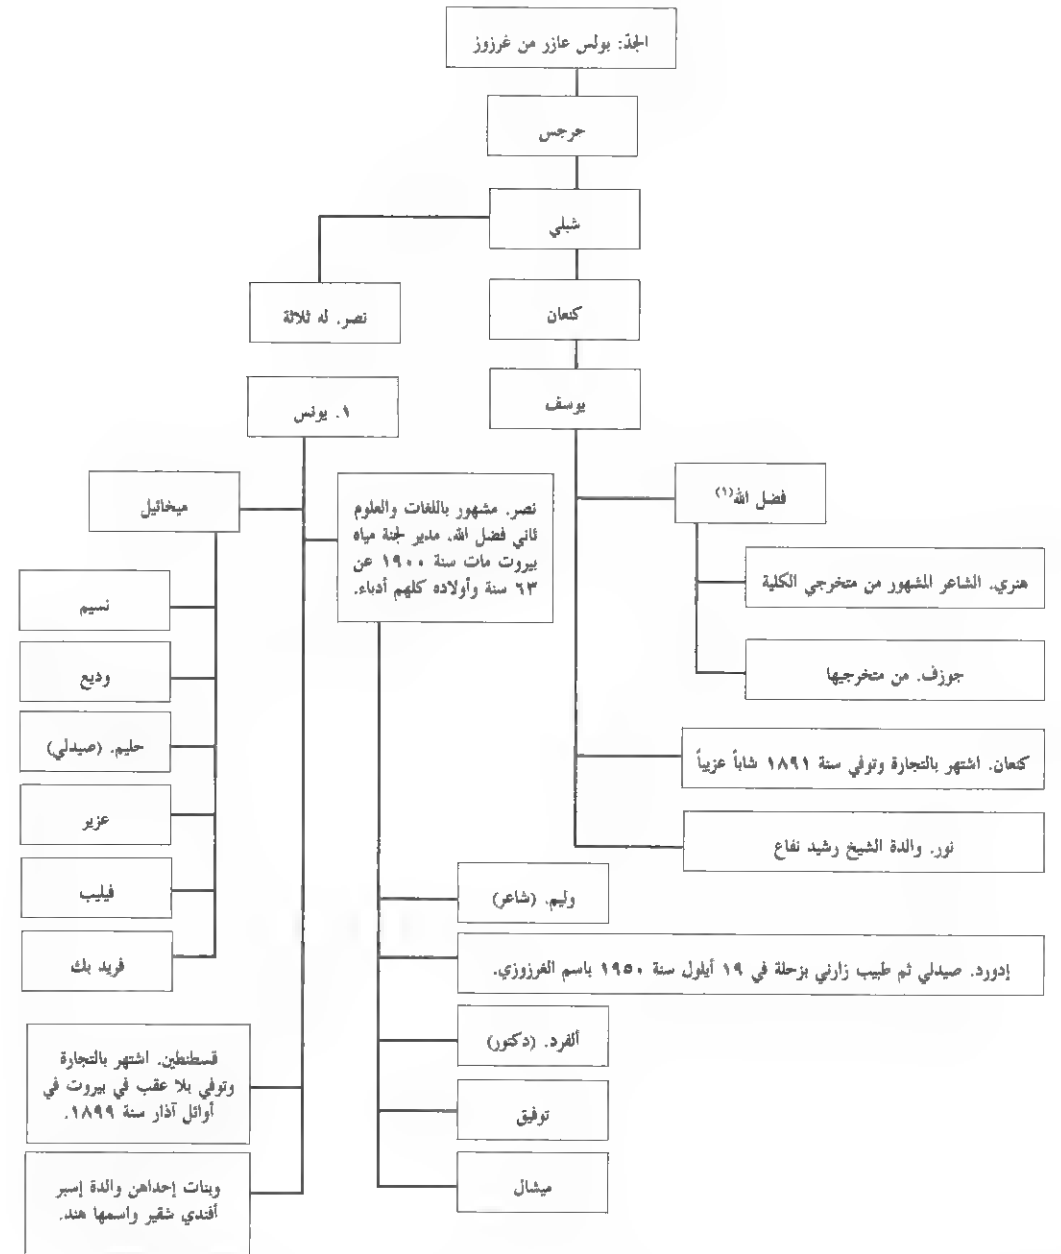 الجدّ: بولس عازر من غرزوز
جرجس
شبلي
كنعان
نصر. له ثلاثة
يوسف
١. يونس
فضل الله(١)
هنري. الشاعر المشهور من متخرجي الكلية
جوزف. من متخرجيها
كنعان. اشتهر بالتجارة وتوفي سنة ١٨٩١ شاباً عزيباً
نور. والدة الشيخ رشيد نفاع
نصر. مشهور باللغات والعلوم
ثاني فضل الله. مدير لجنة مياه
بيروت مات سنة ١٩٠٠ عن
٦٣ سنة وأولاده كلهم أدباء.
وليم. (شاعر)
إدورد. صيدلي ثم طبيب زارني بزحلة في ١٩ أيلول سنة ١٩٥٠ باسم الغرزوزي.
ألفرد. (دكتور)
توفيق
ميشال
ميخائيل
نسيم
وديع
حليم. (صيدلي)
عزير
فيليب
فريد بك
قسطنطين. اشتهر بالتجارة
وتوفي بلا عقب في بيروت في
أوائل آذار سنة ١٨٩٩.
وبنات إحداهن والدة إسبر
أفندي شقير واسمها هند.